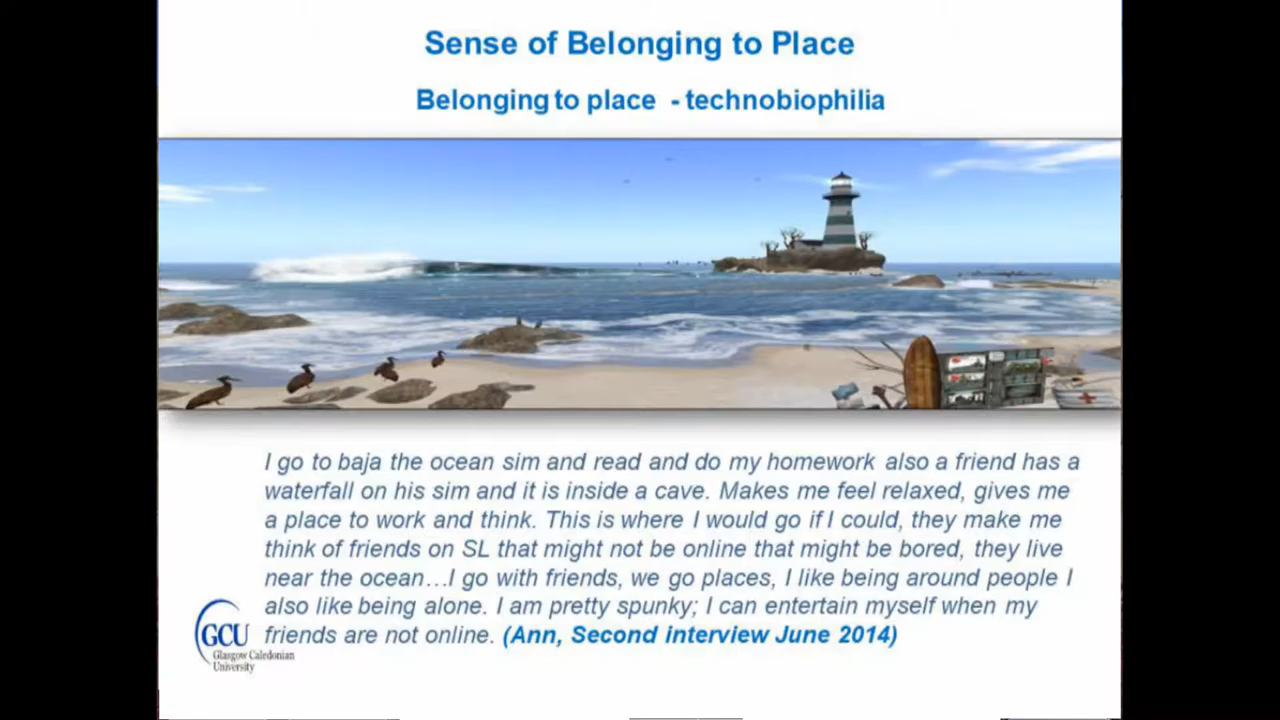 Sense of Belonging to Place
Belonging to place - technobiophilia
I go to baja the ocean sim and read and do my homework also a friend has a
waterfall on his sim and it is inside a cave. Makes me feel relaxed, gives me
a place to work and think. This is where I would go if I could, they make me
think of friends on SL that might not be online that might be bored, they live
near the ocean…I go with friends, we go places, I like being around people I
also like being alone. I am pretty spunky; I can entertain myself when my
friends are not online. (Ann, Second interview June 2014)
GCU
Glasgow Caledonian
University